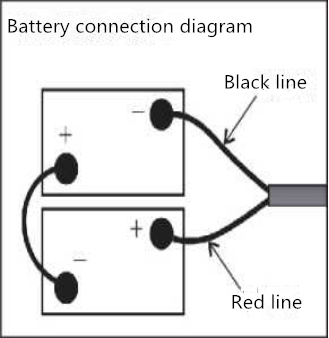 Battery connection diagram
Black line
−
+
+
−
Red line